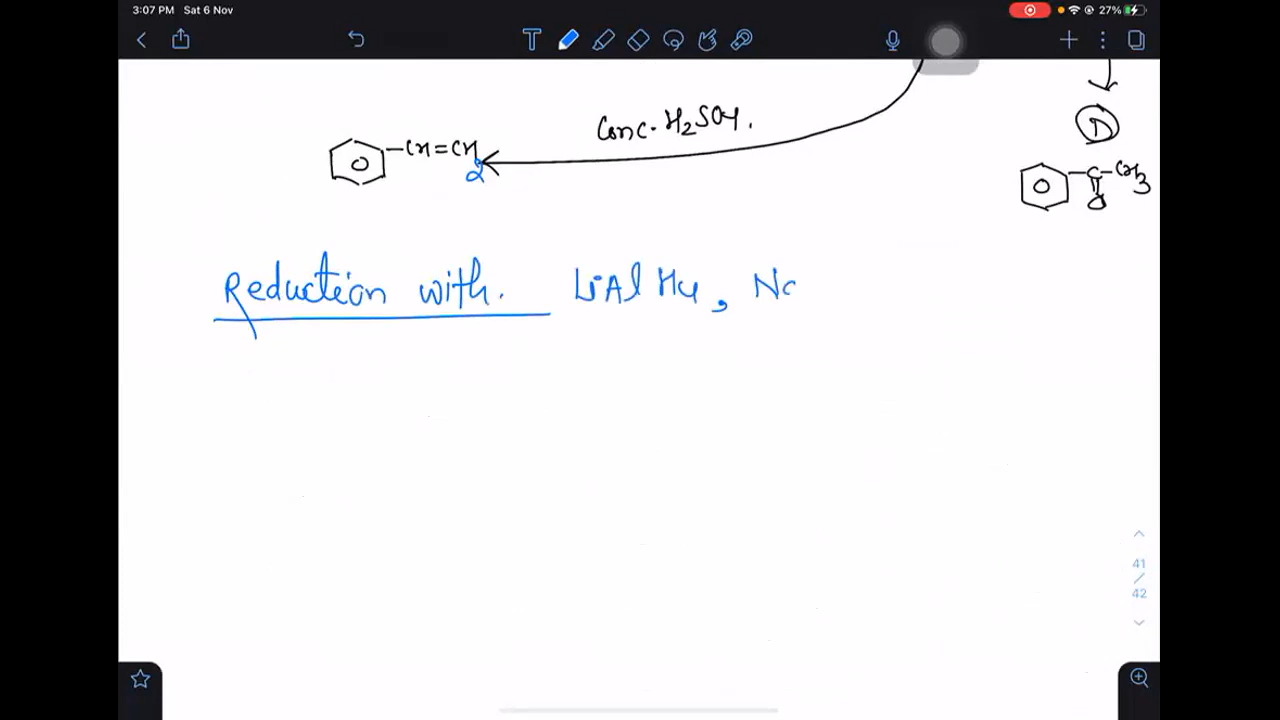 3:07 PM Sat 6 Nov
27%
T
Conc. H2SO4.
-CH=CH2
D
-C-CH3
O
Reduction with. LiAlH4, Na
41
/
42